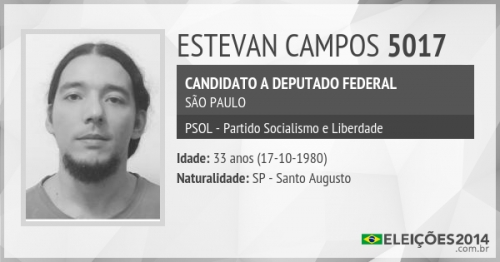 ESTEVAN CAMPOS 5017
CANDIDATO A DEPUTADO FEDERAL
SÃO PAULO
PSOL - Partido Socialismo e Liberdade
Idade: 33 anos (17-10-1980)
Naturalidade: SP - Santo Augusto
ELEIÇÕES2014
.com.br